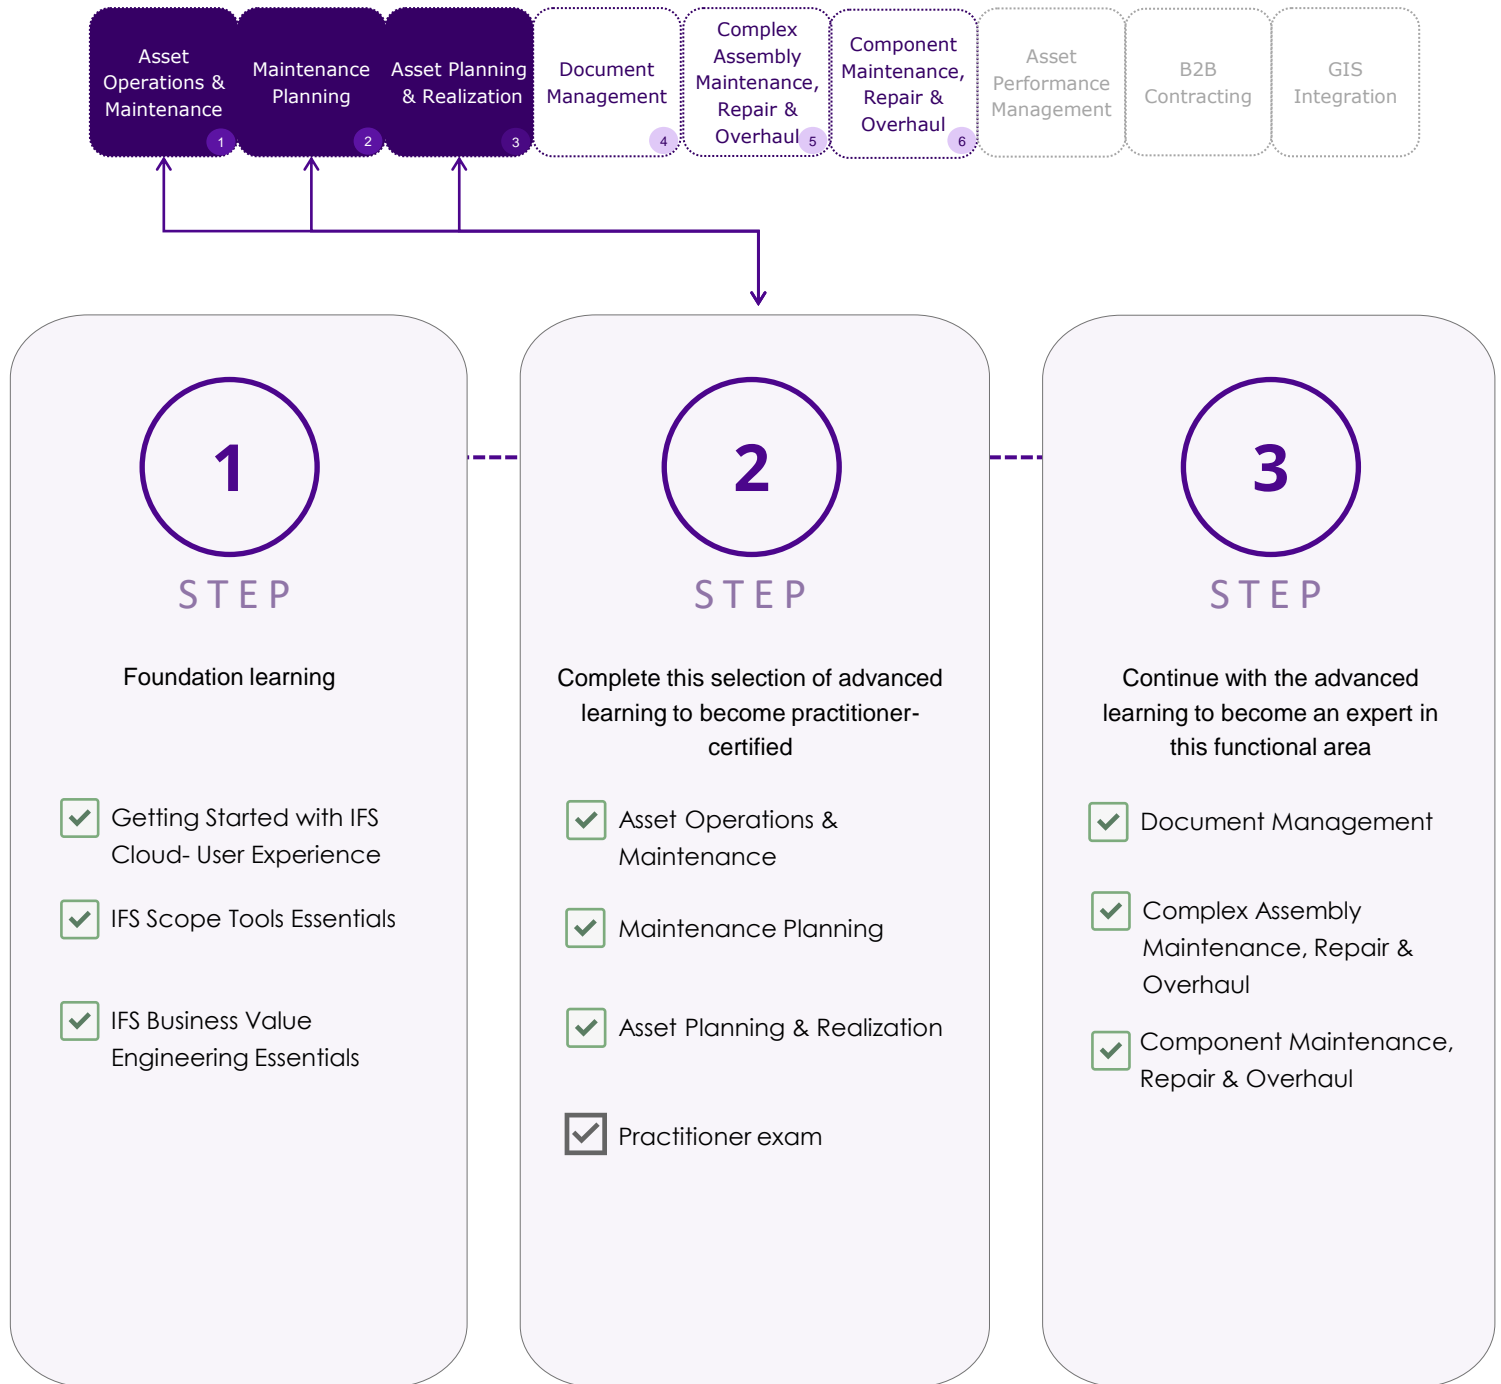 Asset
Operations &
Maintenance
1
Maintenance
Planning
2
Asset Planning
& Realization
3
Document
Management
4
Complex
Assembly
Maintenance,
Repair &
Overhaul
5
Component
Maintenance,
Repair &
Overhaul
6
Asset
Performance
Management
B2B
Contracting
GIS
Integration
1
STEP
Foundation learning
Getting Started with IFS
Cloud- User Experience
IFS Scope Tools Essentials
IFS Business Value
Engineering Essentials
2
STEP
Complete this selection of advanced
learning to become practitioner-
certified
Asset Operations &
Maintenance
Maintenance Planning
Asset Planning & Realization
Practitioner exam
3
STEP
Continue with the advanced
learning to become an expert in
this functional area
Document Management
Complex Assembly
Maintenance, Repair &
Overhaul
Component Maintenance,
Repair & Overhaul